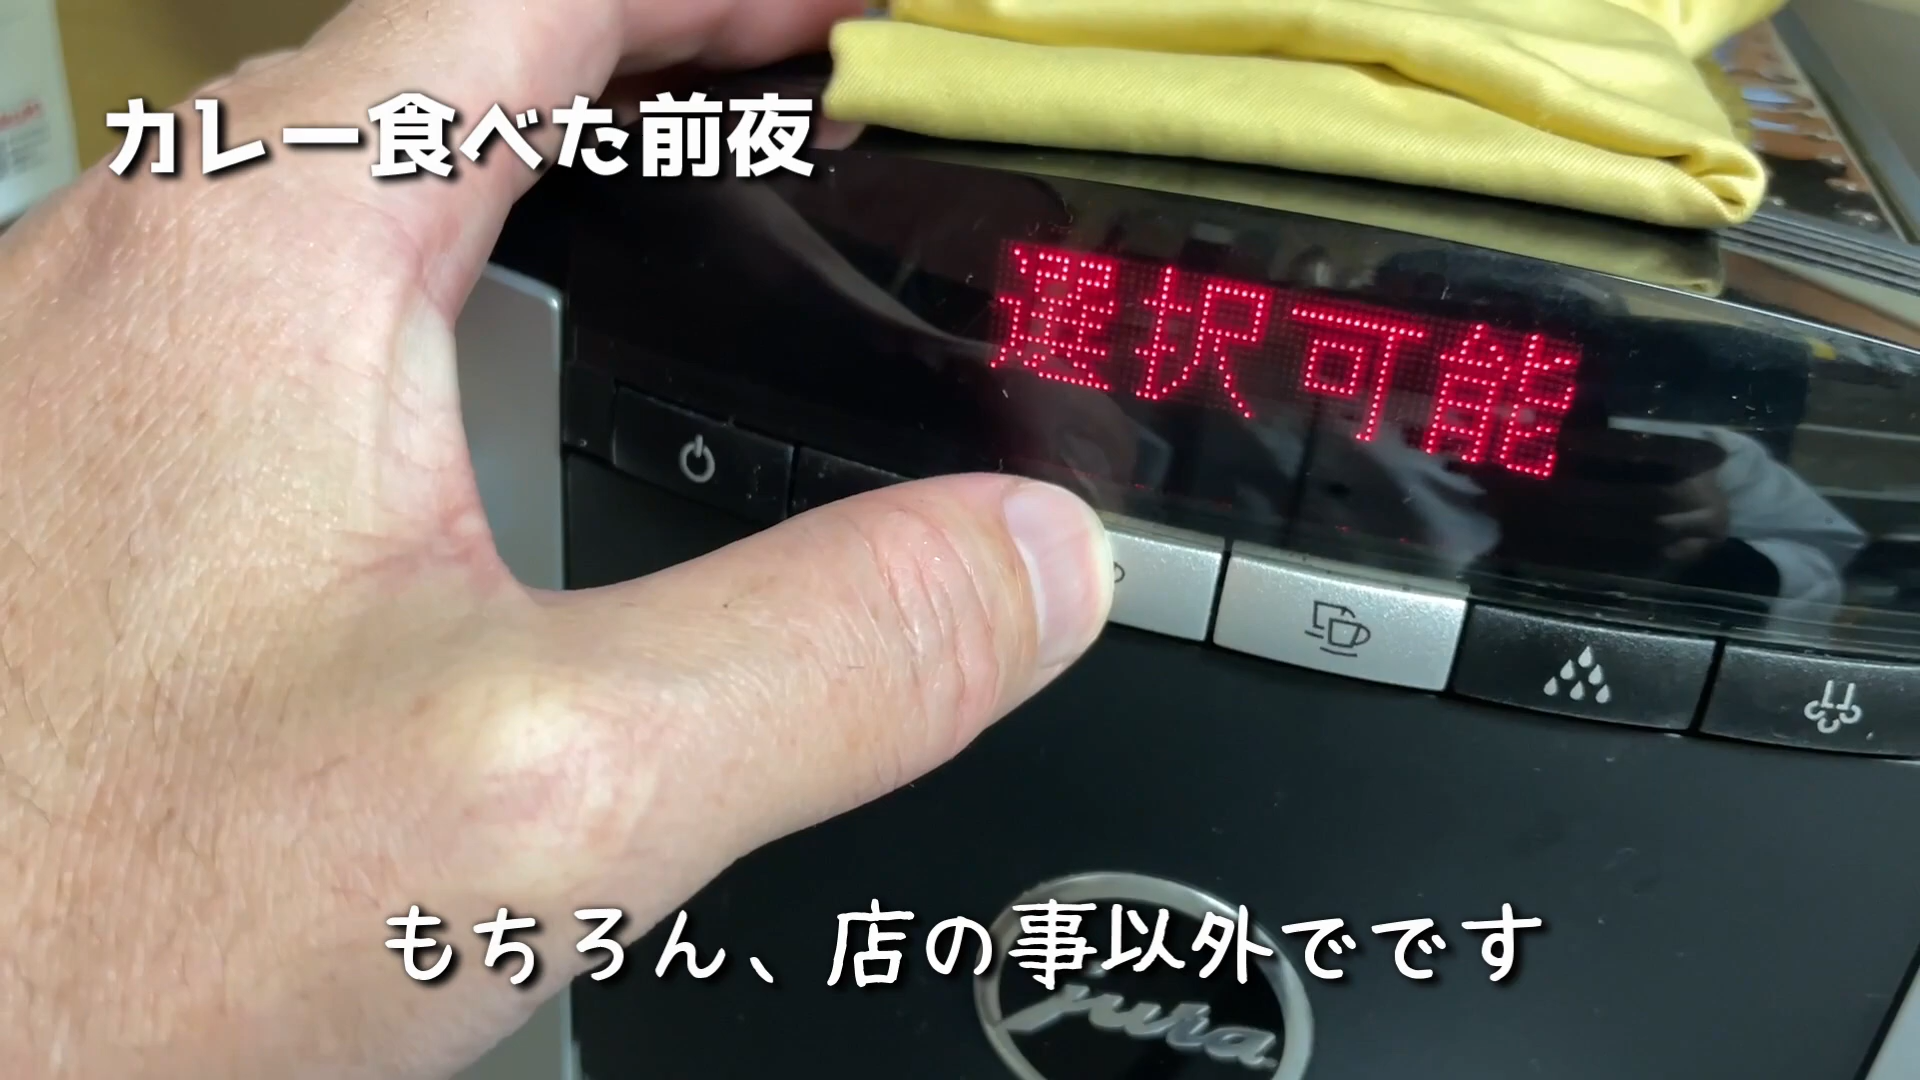 カレー食べた前夜
選択可能
もちろん、店の事以外でです
jura